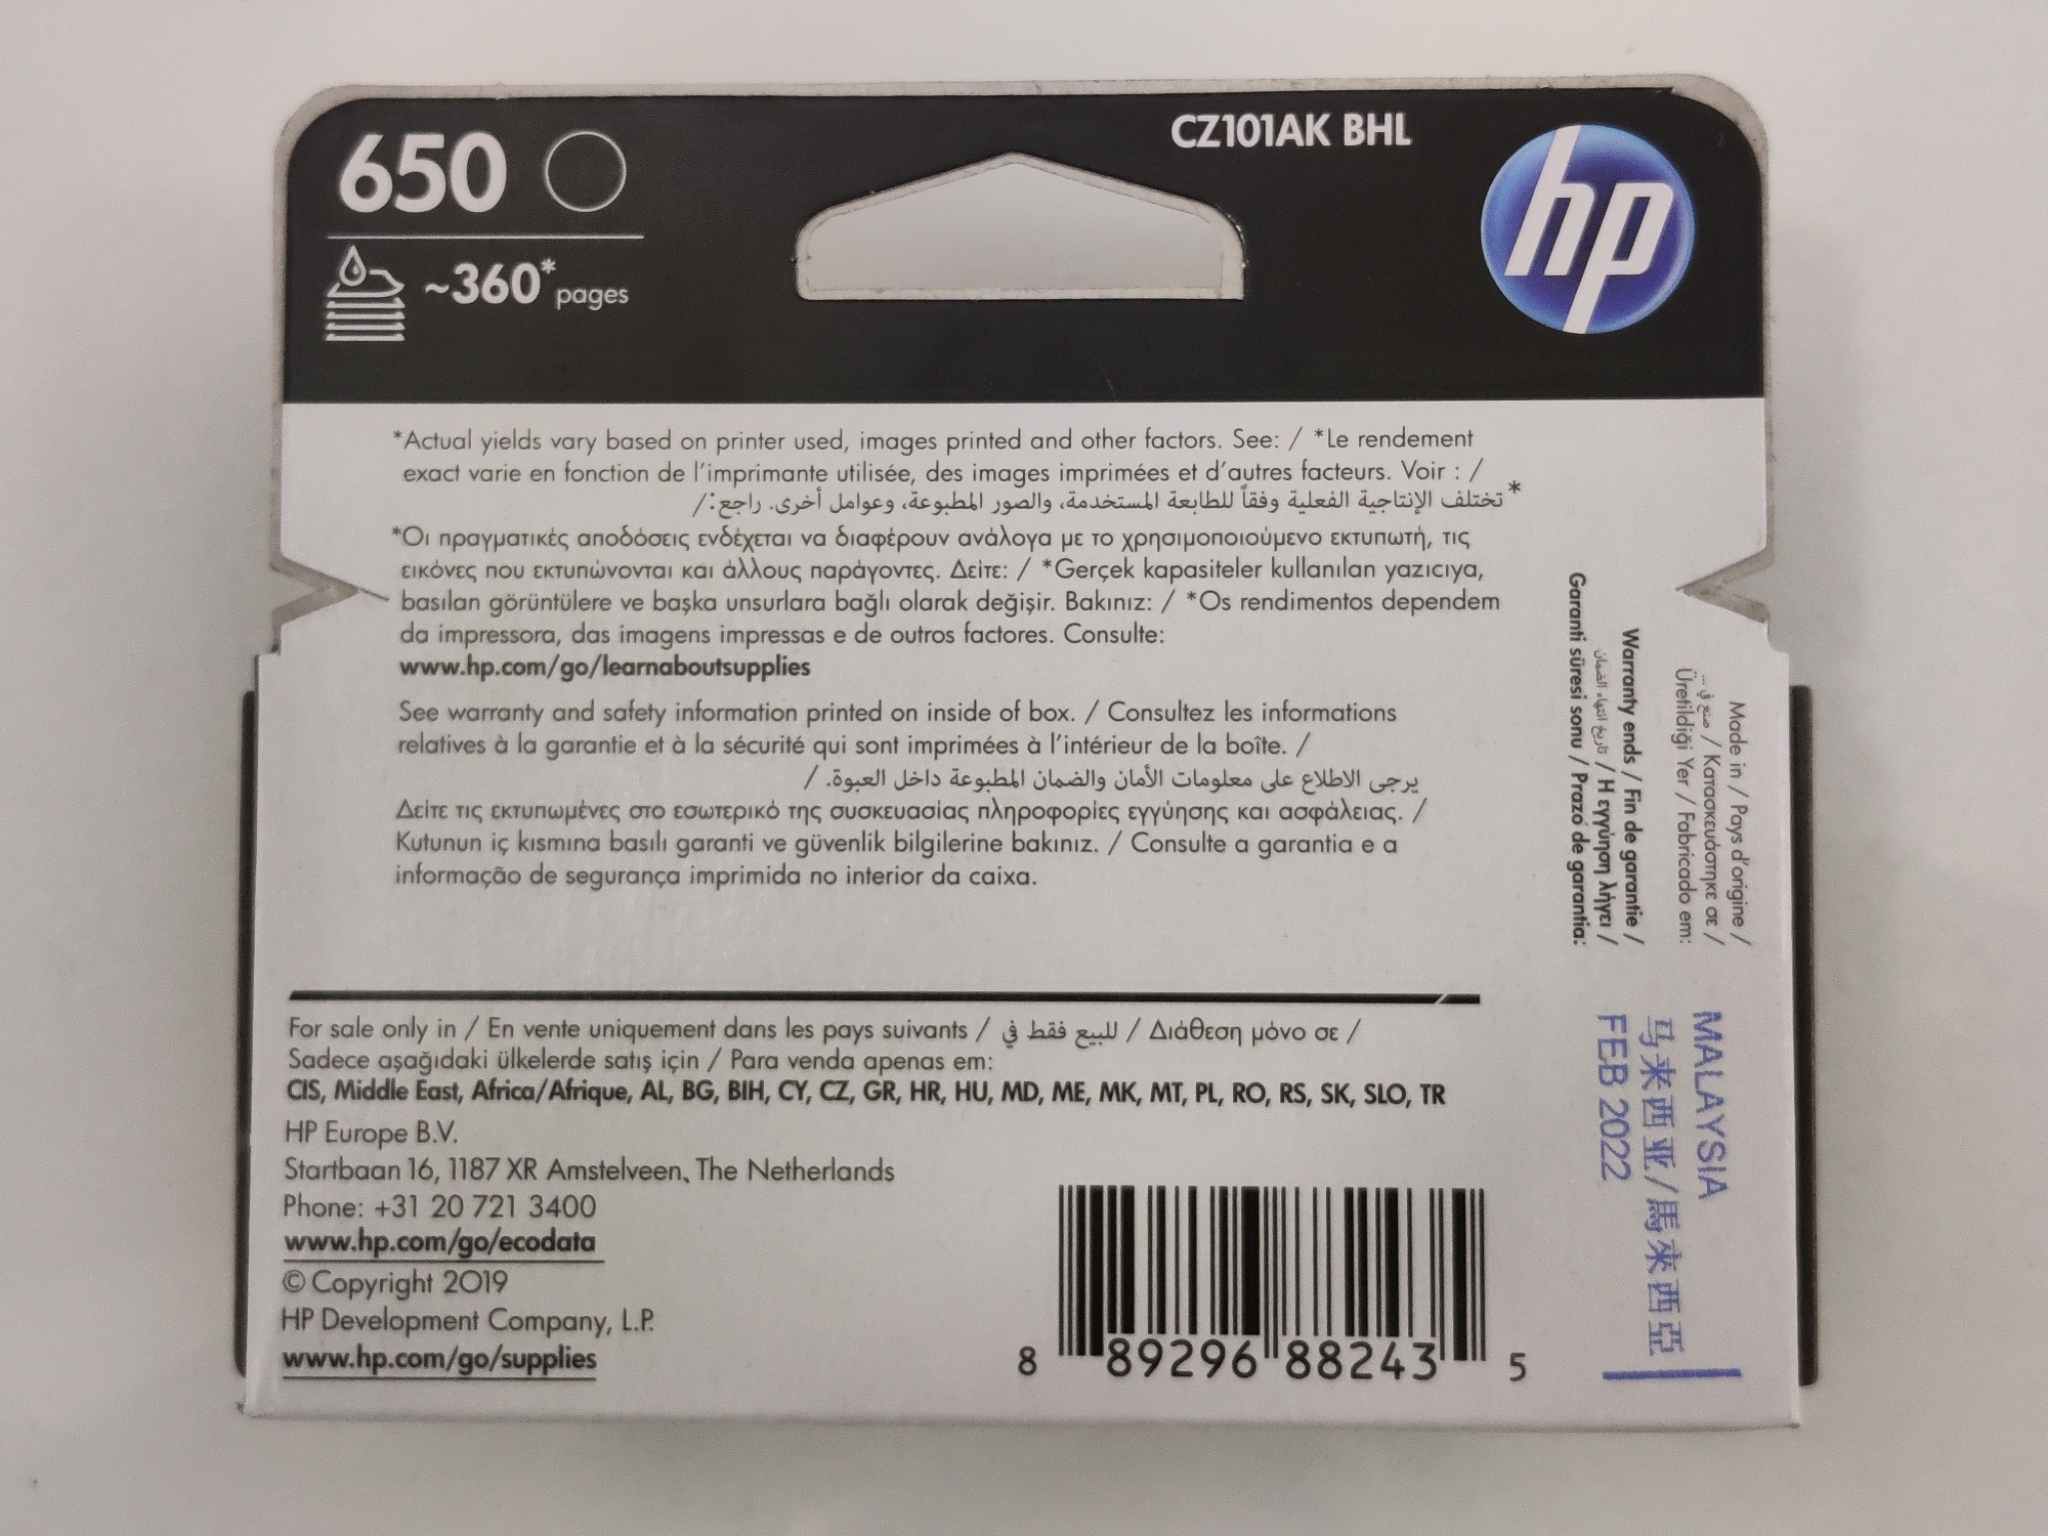 650
~360* pages
CZ101AK BHL
hp
*Actual yields vary based on printer used, images printed and other factors. See: / *Le rendement
exact varie en fonction de l'imprimante utilisée, des images imprimées et d'autres facteurs. Voir : /
* تختلف الإنتاجية الفعلية وفقاً للطابعة المستخدمة، والصور المطبوعة، وعوامل أخرى. راجع: /
*Οι πραγματικές αποδόσεις ενδέχεται να διαφέρουν ανάλογα με το χρησιμοποιούμενο εκτυπωτή, τις
εικόνες που εκτυπώνονται και άλλους παράγοντες. Δείτε: / *Gerçek kapasiteler kullanılan yazıcıya,
basılan görüntülere ve başka unsurlara bağlı olarak değişir. Bakınız: / *Os rendimentos dependem
da impressora, das imagens impressas e de outros factores. Consulte:
www.hp.com/go/learnaboutsupplies
See warranty and safety information printed on inside of box. / Consultez les informations
relatives à la garantie et à la sécurité qui sont imprimées à l'intérieur de la boîte. /
يرجى الاطلاع على معلومات الأمان والضمان المطبوعة داخل العبوة. /
Δείτε τις εκτυπωμένες στο εσωτερικό της συσκευασίας πληροφορίες εγγύησης και ασφάλειας. /
Kutunun iç kısmına basılı garanti ve güvenlik bilgilerine bakınız. / Consulte a garantia e a
informação de segurança imprimida no interior da caixa.
For sale only in / En vente uniquement dans les pays suivants / للبيع فقط في / Διάθεση μόνο σε /
Sadece aşağıdaki ülkelerde satış için / Para venda apenas em:
CIS, Middle East, Africa/Afrique, AL, BG, BIH, CY, CZ, GR, HR, HU, MD, ME, MK, MT, PL, RO, RS, SK, SLO, TR
HP Europe B.V.
Startbaan 16, 1187 XR Amstelveen, The Netherlands
Phone: +31 20 721 3400
www.hp.com/go/ecodata
© Copyright 2019
HP Development Company, L.P.
www.hp.com/go/supplies
8 89296 88243 5
Made in / Pays d'origine /
صنع في ... / Κατασκευάστηκε σε /
Üretildiği Yer / Fabricado em:
Warranty ends / Fin de garantie /
تاريخ انتهاء الضمان / Η εγγύηση λήγει /
Garanti süresi sonu / Prazo de garantia:
MALAYSIA
马来西亚/馬來西亞
FEB 2022